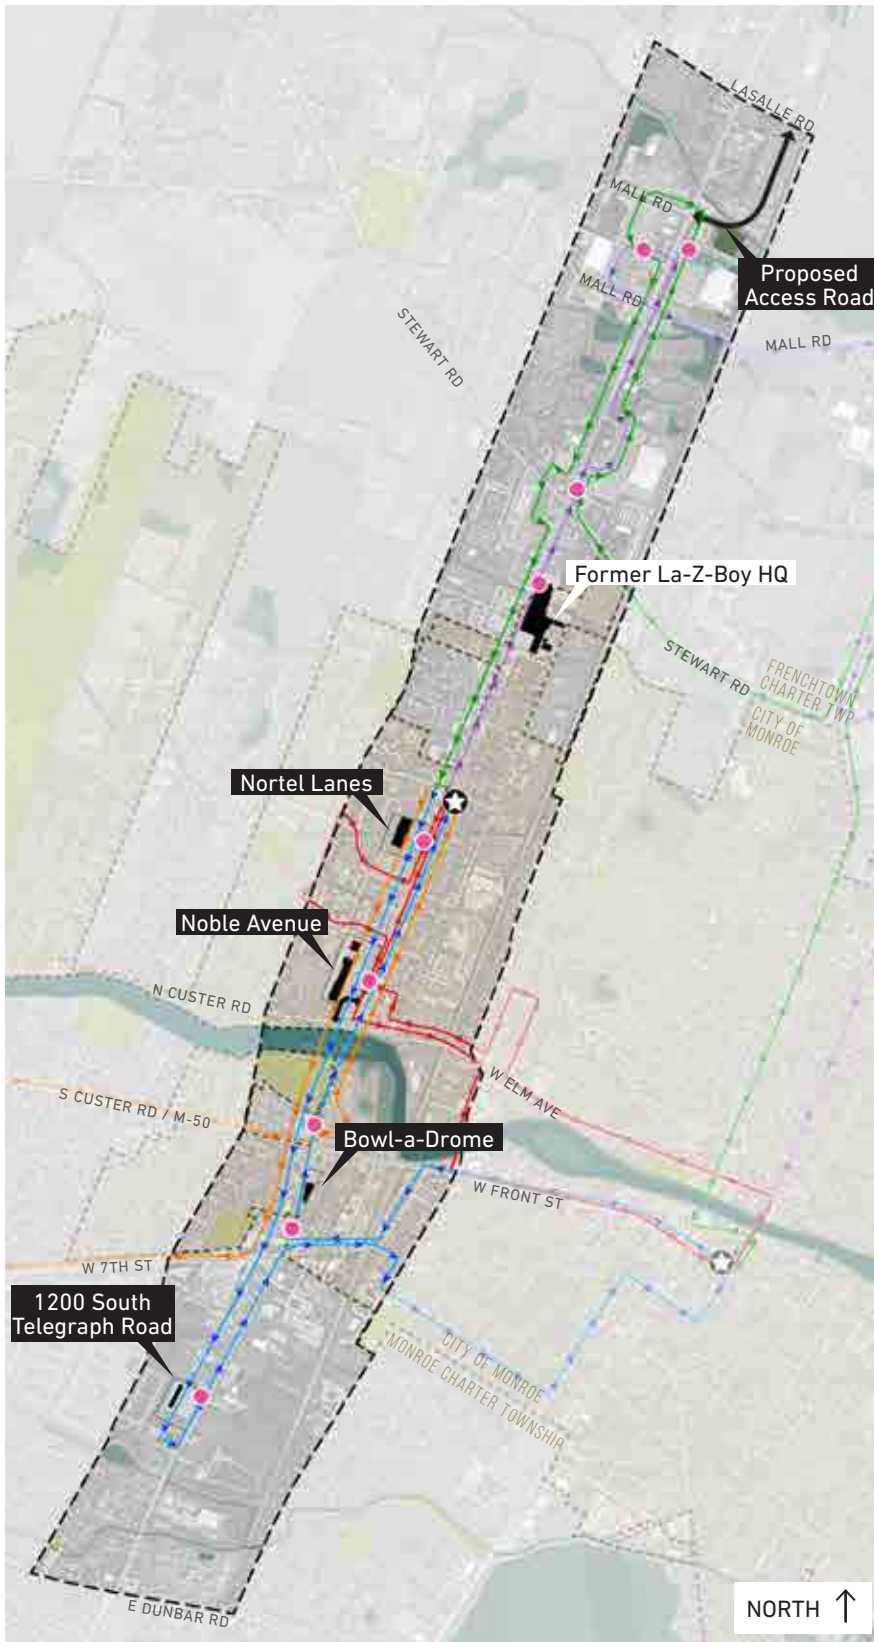 LASALLE RD
MALL RD
Proposed
Access Road
MALL RD
MALL RD
STEWART RD
Former La-Z-Boy HQ
STEWART RD
FRENCHTOWN
CHARTER TWP
CITY OF
MONROE
Nortel Lanes
Noble Avenue
N CUSTER RD
W ELM AVE
S CUSTER RD / M-50
Bowl-a-Drome
W FRONT ST
W 7TH ST
1200 South
Telegraph Road
CITY OF MONROE
MONROE CHARTER TOWNSHIP
E DUNBAR RD
NORTH